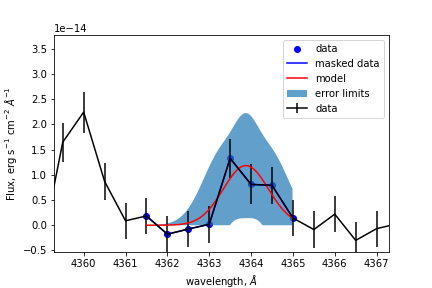 1e−14
3.5
3.0
2.5
2.0
1.5
1.0
0.5
0.0
−0.5
Flux, erg s⁻¹ cm⁻² Å⁻¹
data
masked data
model
error limits
data
4360 4361 4362 4363 4364 4365 4366 4367
wavelength, Å